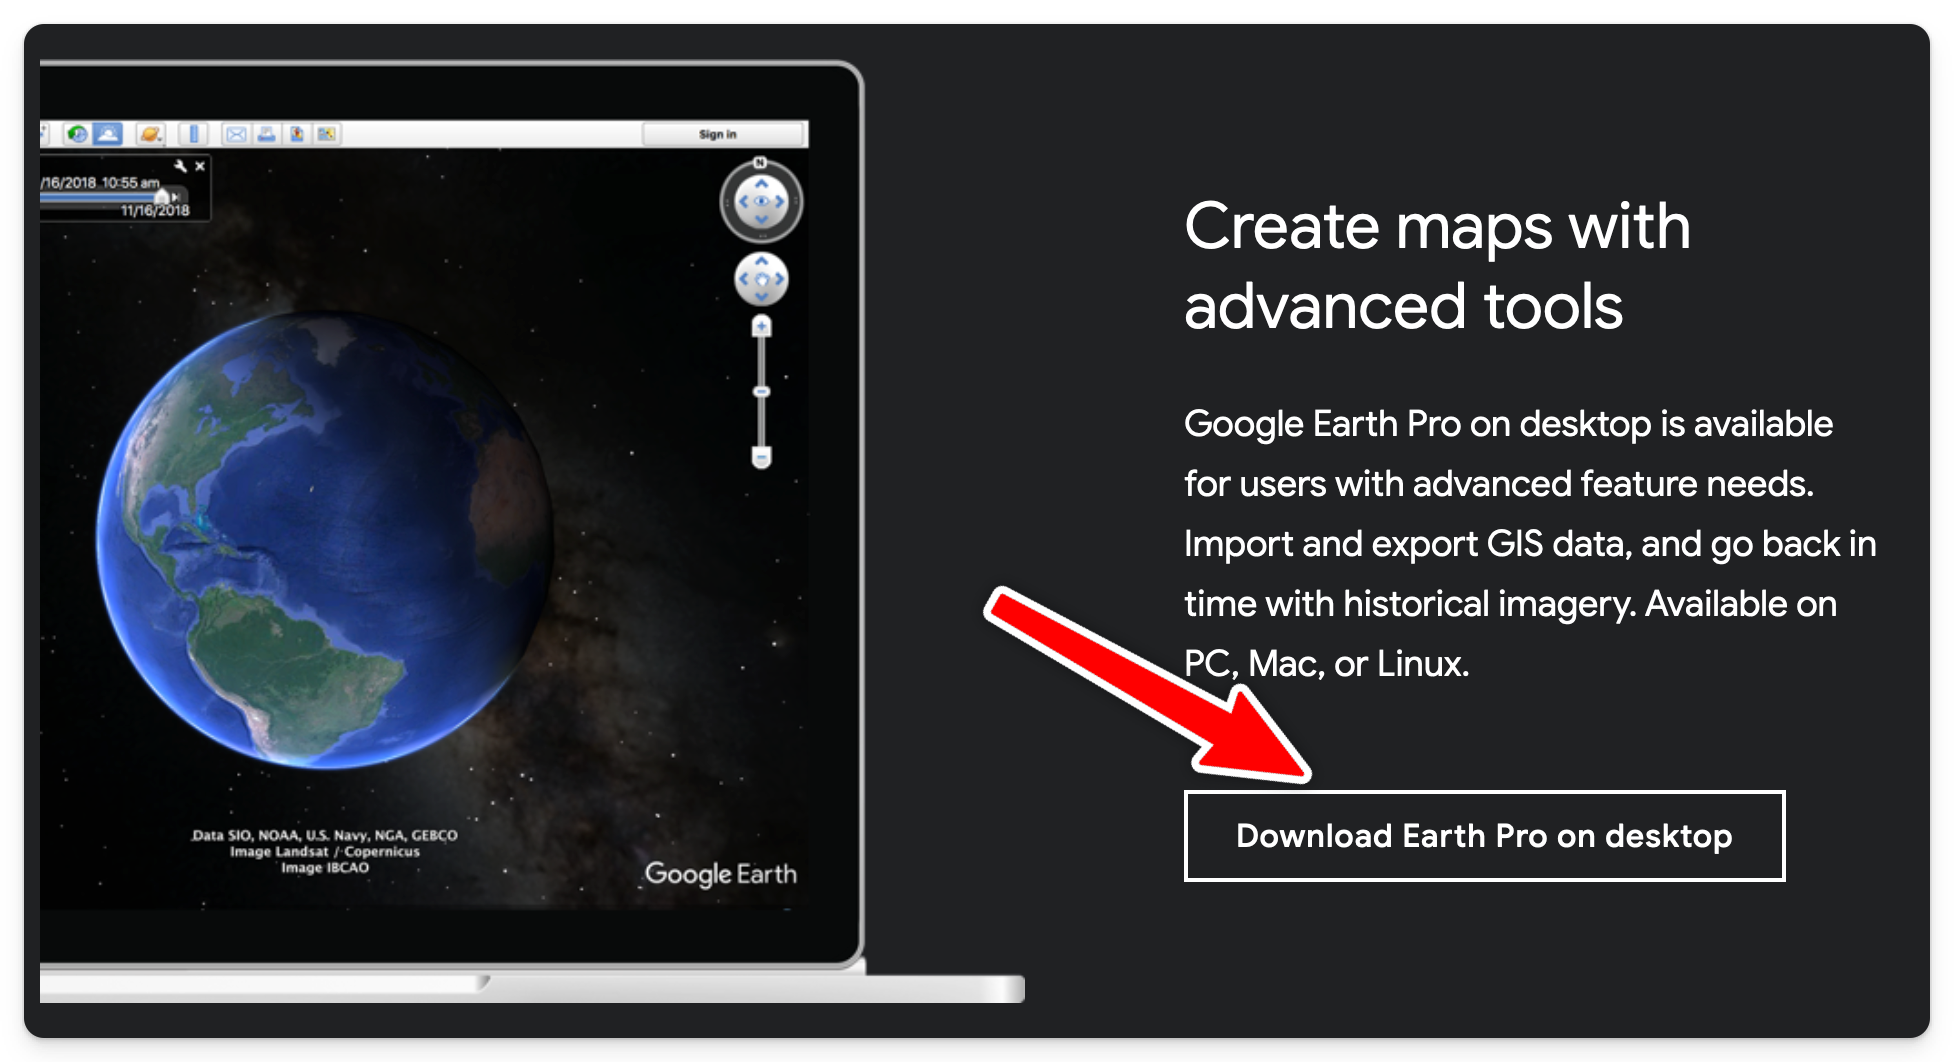 Sign in
N
/16/2018 10:55 am
11/16/2018
Create maps with
advanced tools
Google Earth Pro on desktop is available
for users with advanced feature needs.
Import and export GIS data, and go back in
time with historical imagery. Available on
PC, Mac, or Linux.
Download Earth Pro on desktop
Data SIO, NOAA, U.S. Navy, NGA, GEBCO
Image Landsat / Copernicus
Image IBCAO
Google Earth